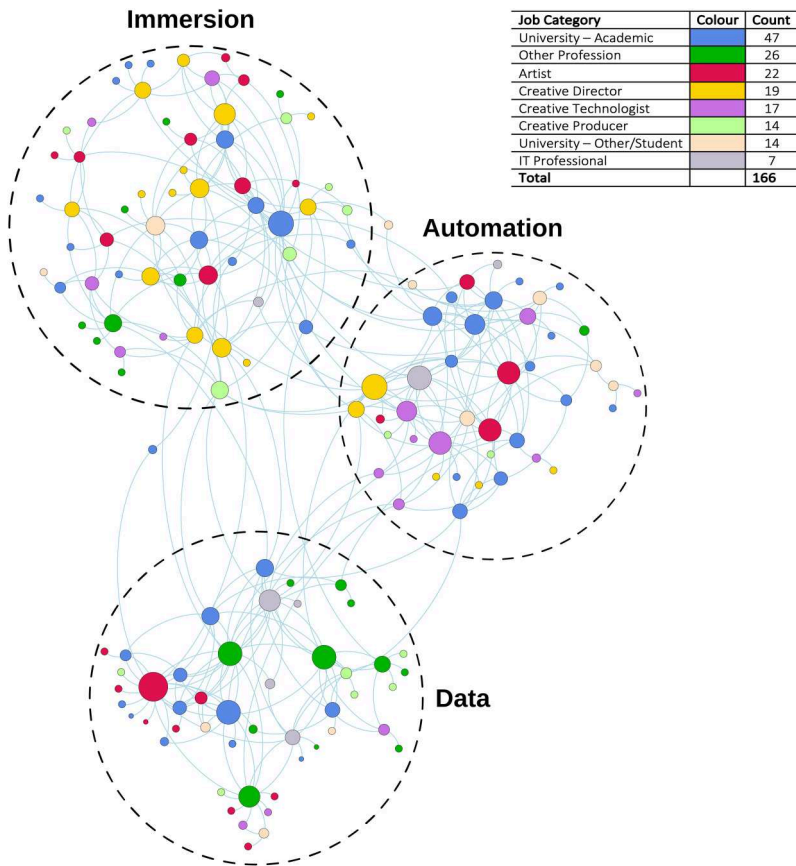 Immersion
Job Category Colour Count
University – Academic 47
Other Profession 26
Artist 22
Creative Director 19
Creative Technologist 17
Creative Producer 14
University – Other/Student 14
IT Professional 7
Total 166
Automation
Data